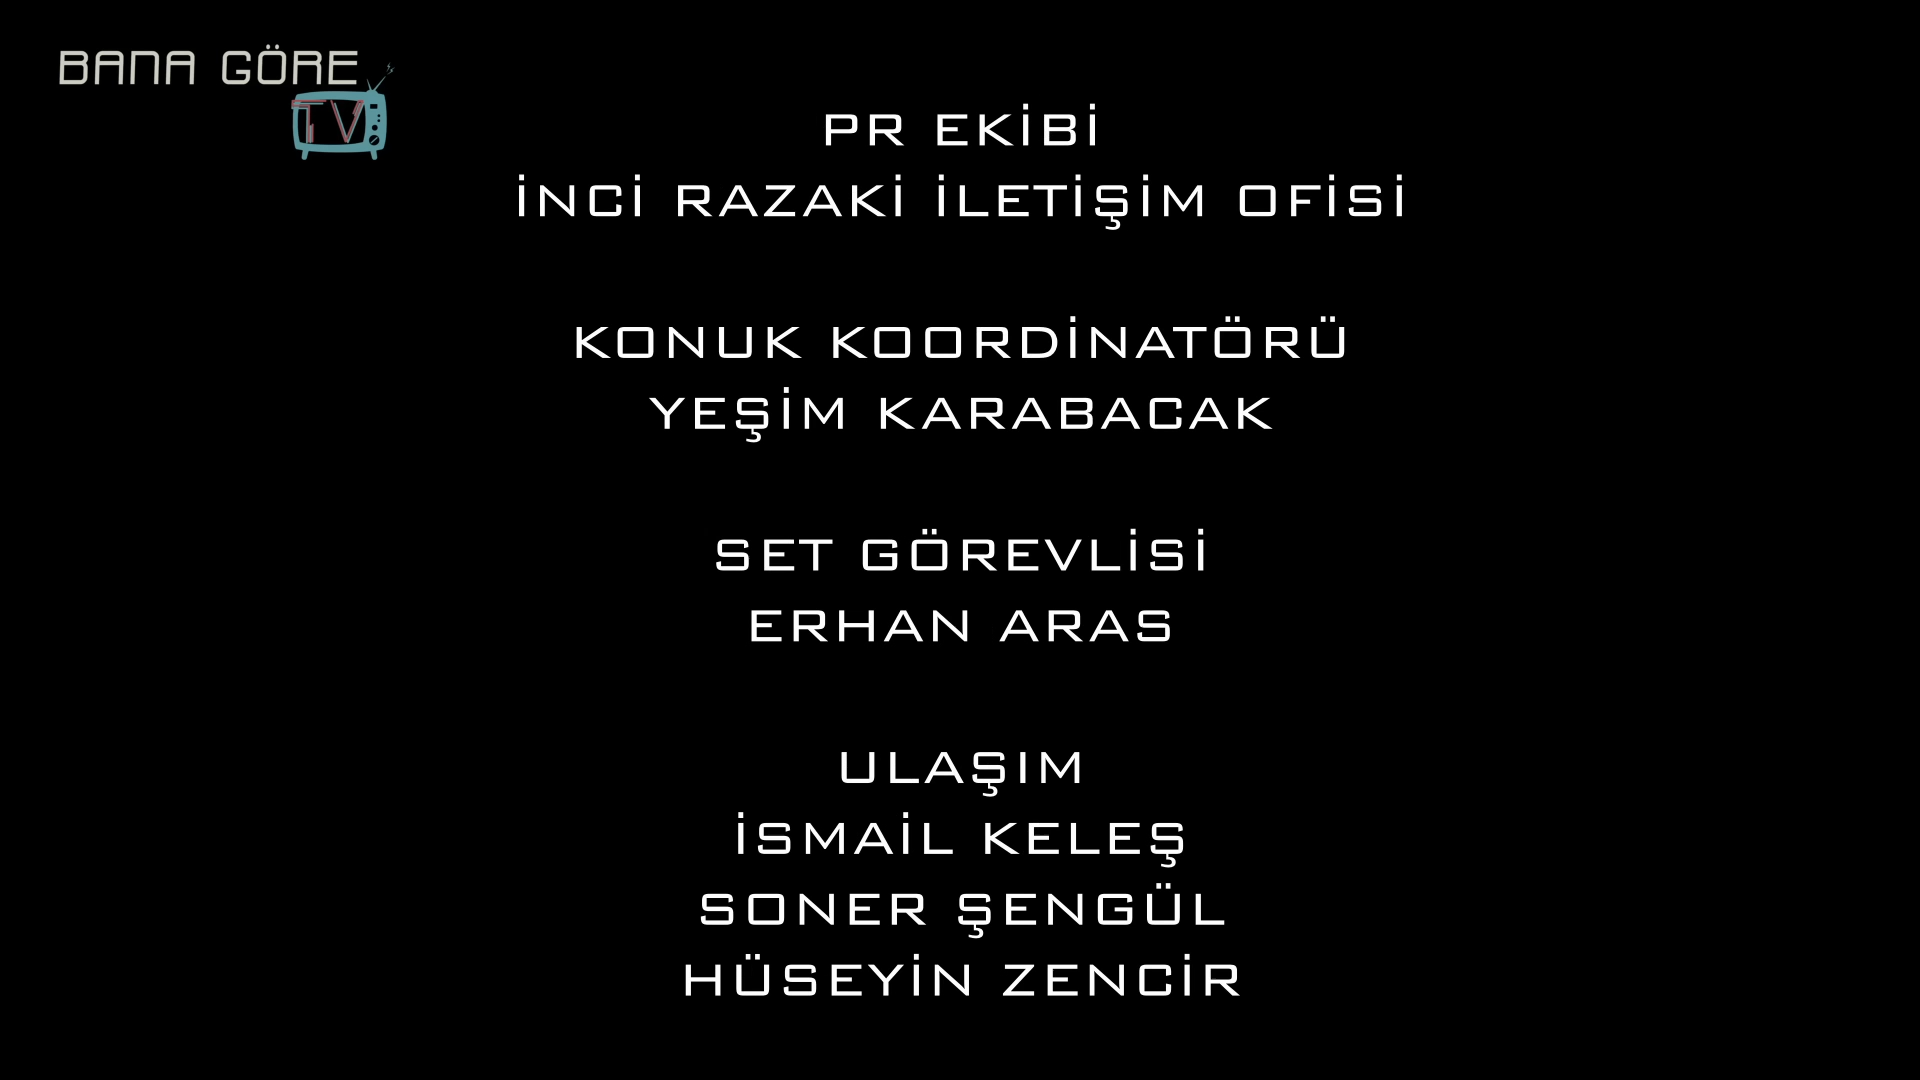 BANA GÖRE
TV
PR EKİBİ
İNCİ RAZAKİ İLETİŞİM OFİSİ
KONUK KOORDİNATÖRÜ
YEŞİM KARABACAK
SET GÖREVLİSİ
ERHAN ARAS
ULAŞIM
İSMAİL KELEŞ
SONER ŞENGÜL
HÜSEYİN ZENCİR